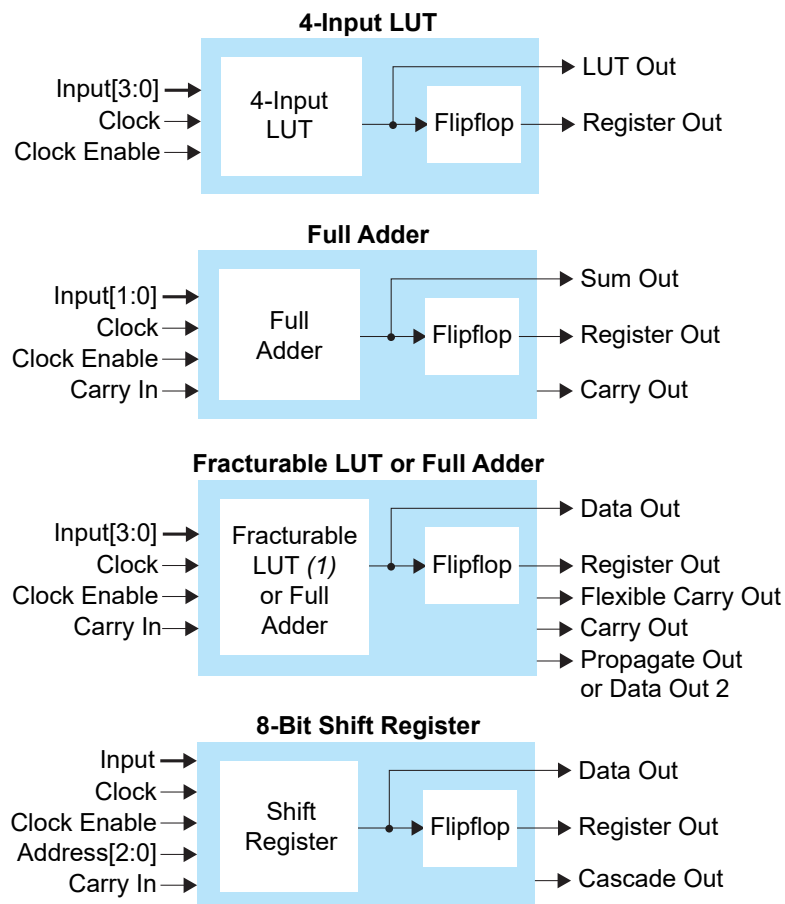 4-Input LUT
Input[3:0]
Clock
Clock Enable
4-Input
LUT
Flipflop
LUT Out
Register Out
Full Adder
Input[1:0]
Clock
Clock Enable
Carry In
Full
Adder
Flipflop
Sum Out
Register Out
Carry Out
Fracturable LUT or Full Adder
Input[3:0]
Clock
Clock Enable
Carry In
Fracturable
LUT (1)
or Full
Adder
Flipflop
Data Out
Register Out
Flexible Carry Out
Carry Out
Propagate Out
or Data Out 2
8-Bit Shift Register
Input
Clock
Clock Enable
Address[2:0]
Carry In
Shift
Register
Flipflop
Data Out
Register Out
Cascade Out